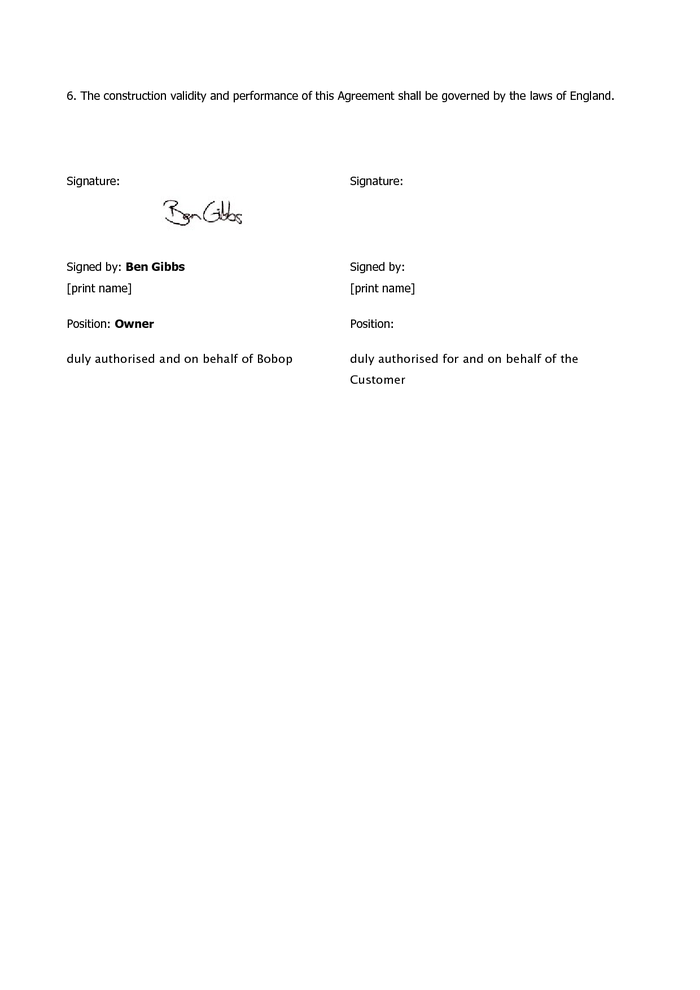 6. The construction validity and performance of this Agreement shall be governed by the laws of England.
Signature:
Ben Gibbs
Signed by: Ben Gibbs
[print name]
Position: Owner
duly authorised and on behalf of Bobop
Signature:
Signed by:
[print name]
Position:
duly authorised for and on behalf of the
Customer